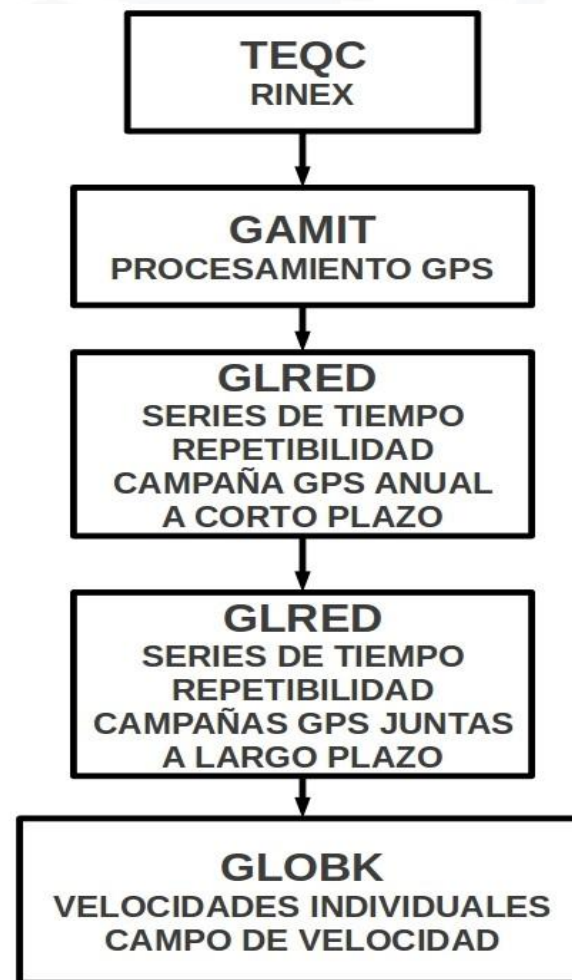 TEQC
RINEX
GAMIT
PROCESAMIENTO GPS
GLRED
SERIES DE TIEMPO
REPETIBILIDAD
CAMPAÑA GPS ANUAL
A CORTO PLAZO
GLRED
SERIES DE TIEMPO
REPETIBILIDAD
CAMPAÑAS GPS JUNTAS
A LARGO PLAZO
GLOBK
VELOCIDADES INDIVIDUALES
CAMPO DE VELOCIDAD